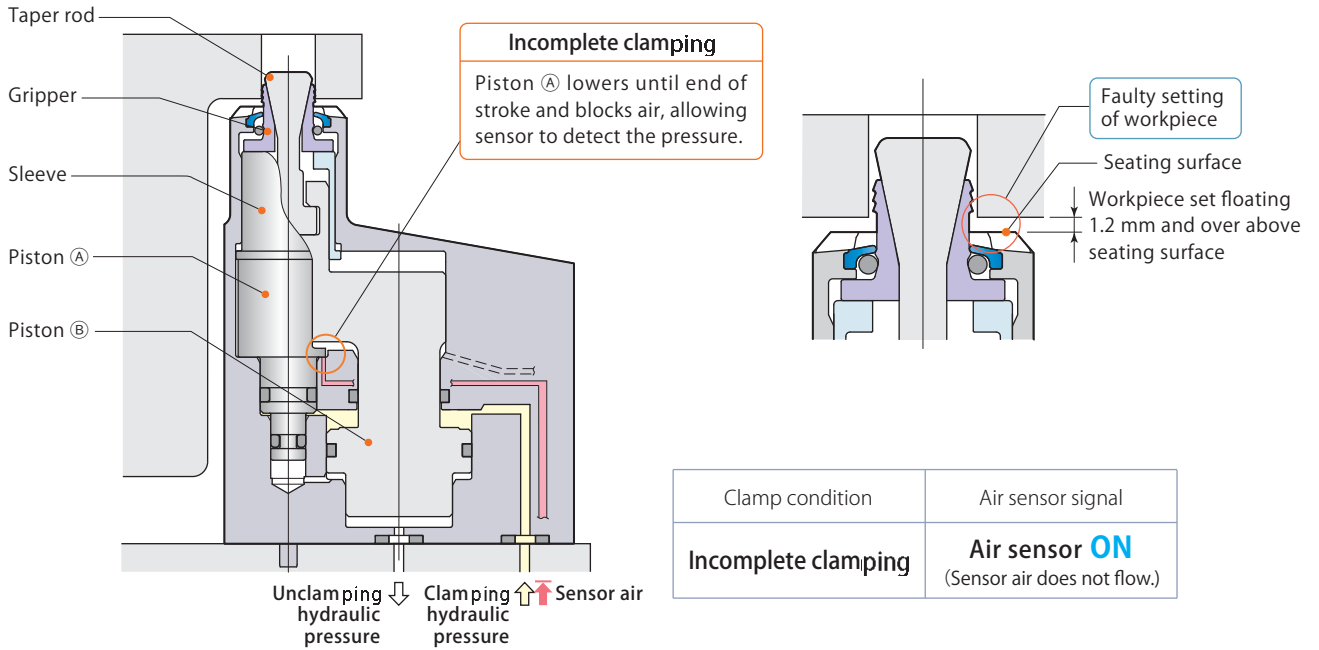 Taper rod
Gripper
Sleeve
Piston Ⓐ
Piston Ⓑ
Incomplete clamping
Piston Ⓐ lowers until end of
stroke and blocks air, allowing
sensor to detect the pressure.
Unclamping
hydraulic
pressure
Clamping
hydraulic
pressure
Sensor air
Faulty setting
of workpiece
Seating surface
Workpiece set floating
1.2 mm and over above
seating surface
Clamp condition
Air sensor signal
Incomplete clamping
Air sensor ON
(Sensor air does not flow.)